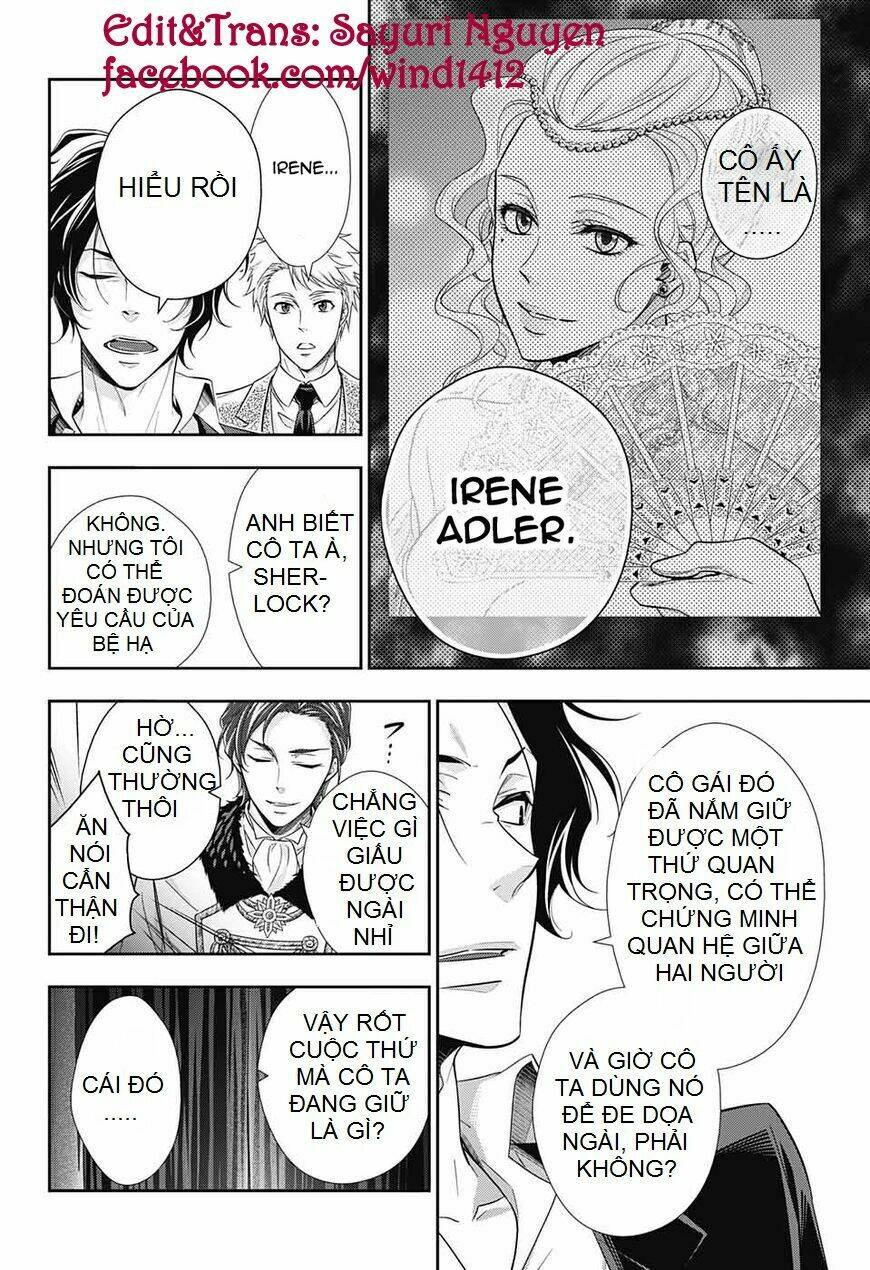 Edit&Trans: Sayuri Nguyen
facebook.com/wind1412
CÔ ẤY
TÊN LÀ
.....
IRENE
ADLER.
IRENE...
HIỂU RỒI
ANH BIẾT
CÔ TA À,
SHER-
LOCK?
KHÔNG.
NHƯNG TÔI
CÓ THỂ
ĐOÁN ĐƯỢC
YÊU CẦU CỦA
BỆ HẠ
CÔ GÁI ĐÓ
ĐÃ NẮM GIỮ
ĐƯỢC MỘT
THỨ QUAN
TRỌNG, CÓ THỂ
CHỨNG MINH
QUAN HỆ GIỮA
HAI NGƯỜI
VÀ GIỜ CÔ
TA DÙNG NÓ
ĐỂ ĐE DỌA
NGÀI, PHẢI
KHÔNG?
?
CHẲNG
VIỆC GÌ
GIẤU
ĐƯỢC
NGÀI
NHỈ
HỜ...
CŨNG
THƯỜNG
THÔI
ĂN
NÓI
CẨN
THẬN
ĐI!
VẬY RỐT
CUỘC THỨ
MÀ CÔ TA
ĐANG GIỮ
LÀ GÌ?
CÁI ĐÓ
.....